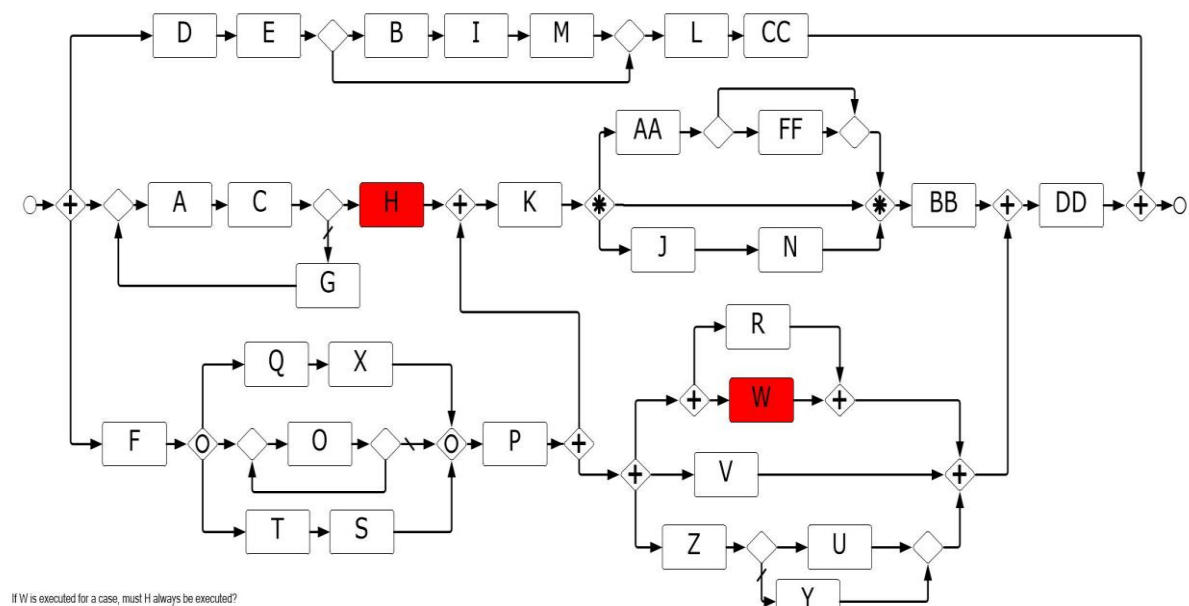 D E B I M L CC
AA FF
A C H K BB DD
J N
G
R
Q X
W
F O P
V
T S
Z U
Y
If W is executed for a case, must H always be executed?